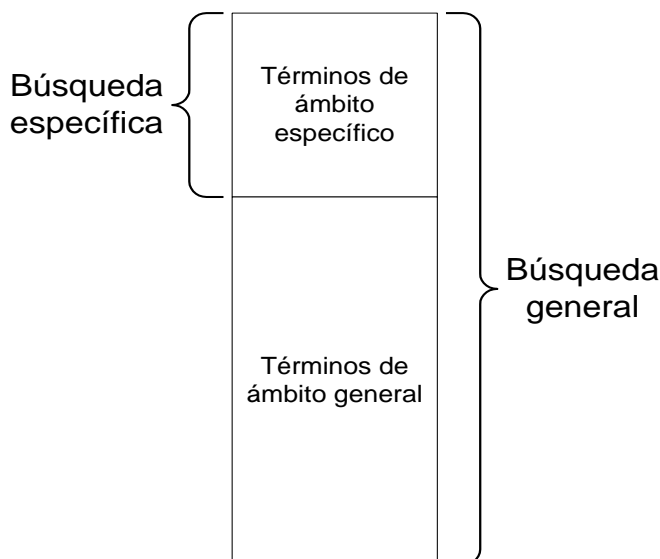 Búsqueda
específica
Términos de
ámbito
específico
Búsqueda
general
Términos de
ámbito general